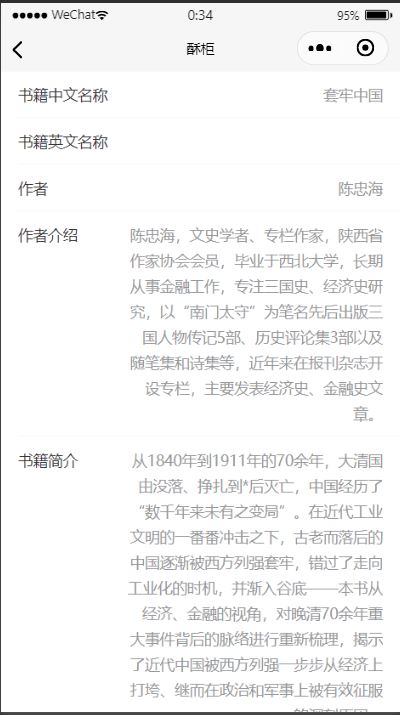 WeChat 0:34 95%
酥柜
书籍中文名称 套牢中国
书籍英文名称
作者 陈忠海
作者介绍 陈忠海，文史学者、专栏作家，陕西省
作家协会会员，毕业于西北大学，长期
从事金融工作，专注三国史、经济史研
究，以“南门太守”为笔名先后出版三
国人物传记5部、历史评论集3部以及
随笔集和诗集等，近年来在报刊杂志开
设专栏，主要发表经济史、金融史文
章。
书籍简介 从1840年到1911年的70余年，大清国
由没落、挣扎到*后灭亡，中国经历了
“数千年来未有之变局”。在近代工业
文明的一番番冲击之下，古老而落后的
中国逐渐被西方列强套牢，错过了走向
工业化的时机，并渐入谷底——本书从
经济、金融的视角，对晚清70余年重
大事件背后的脉络进行重新梳理，揭示
了近代中国被西方列强一步步从经济上
打垮、继而在政治和军事上被有效征服